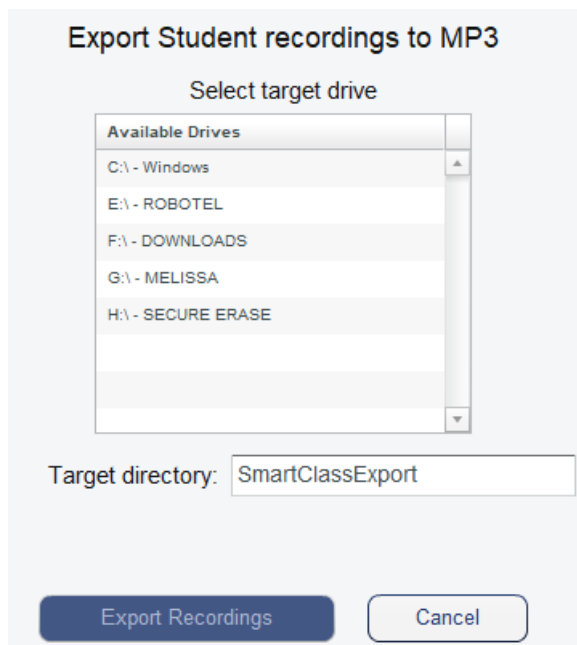 Export Student recordings to MP3
Select target drive
Available Drives
C:\ - Windows
E:\ - ROBOTEL
F:\ - DOWNLOADS
G:\ - MELISSA
H:\ - SECURE ERASE
Target directory: SmartClassExport
Export Recordings Cancel